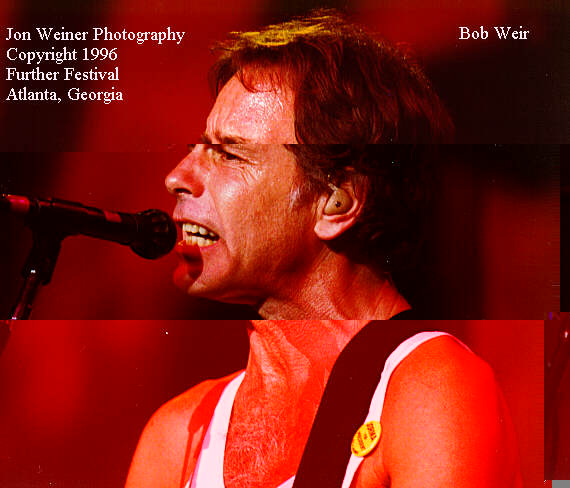 Jon Weiner Photography
Copyright 1996
Further Festival
Atlanta, Georgia
Bob Weir